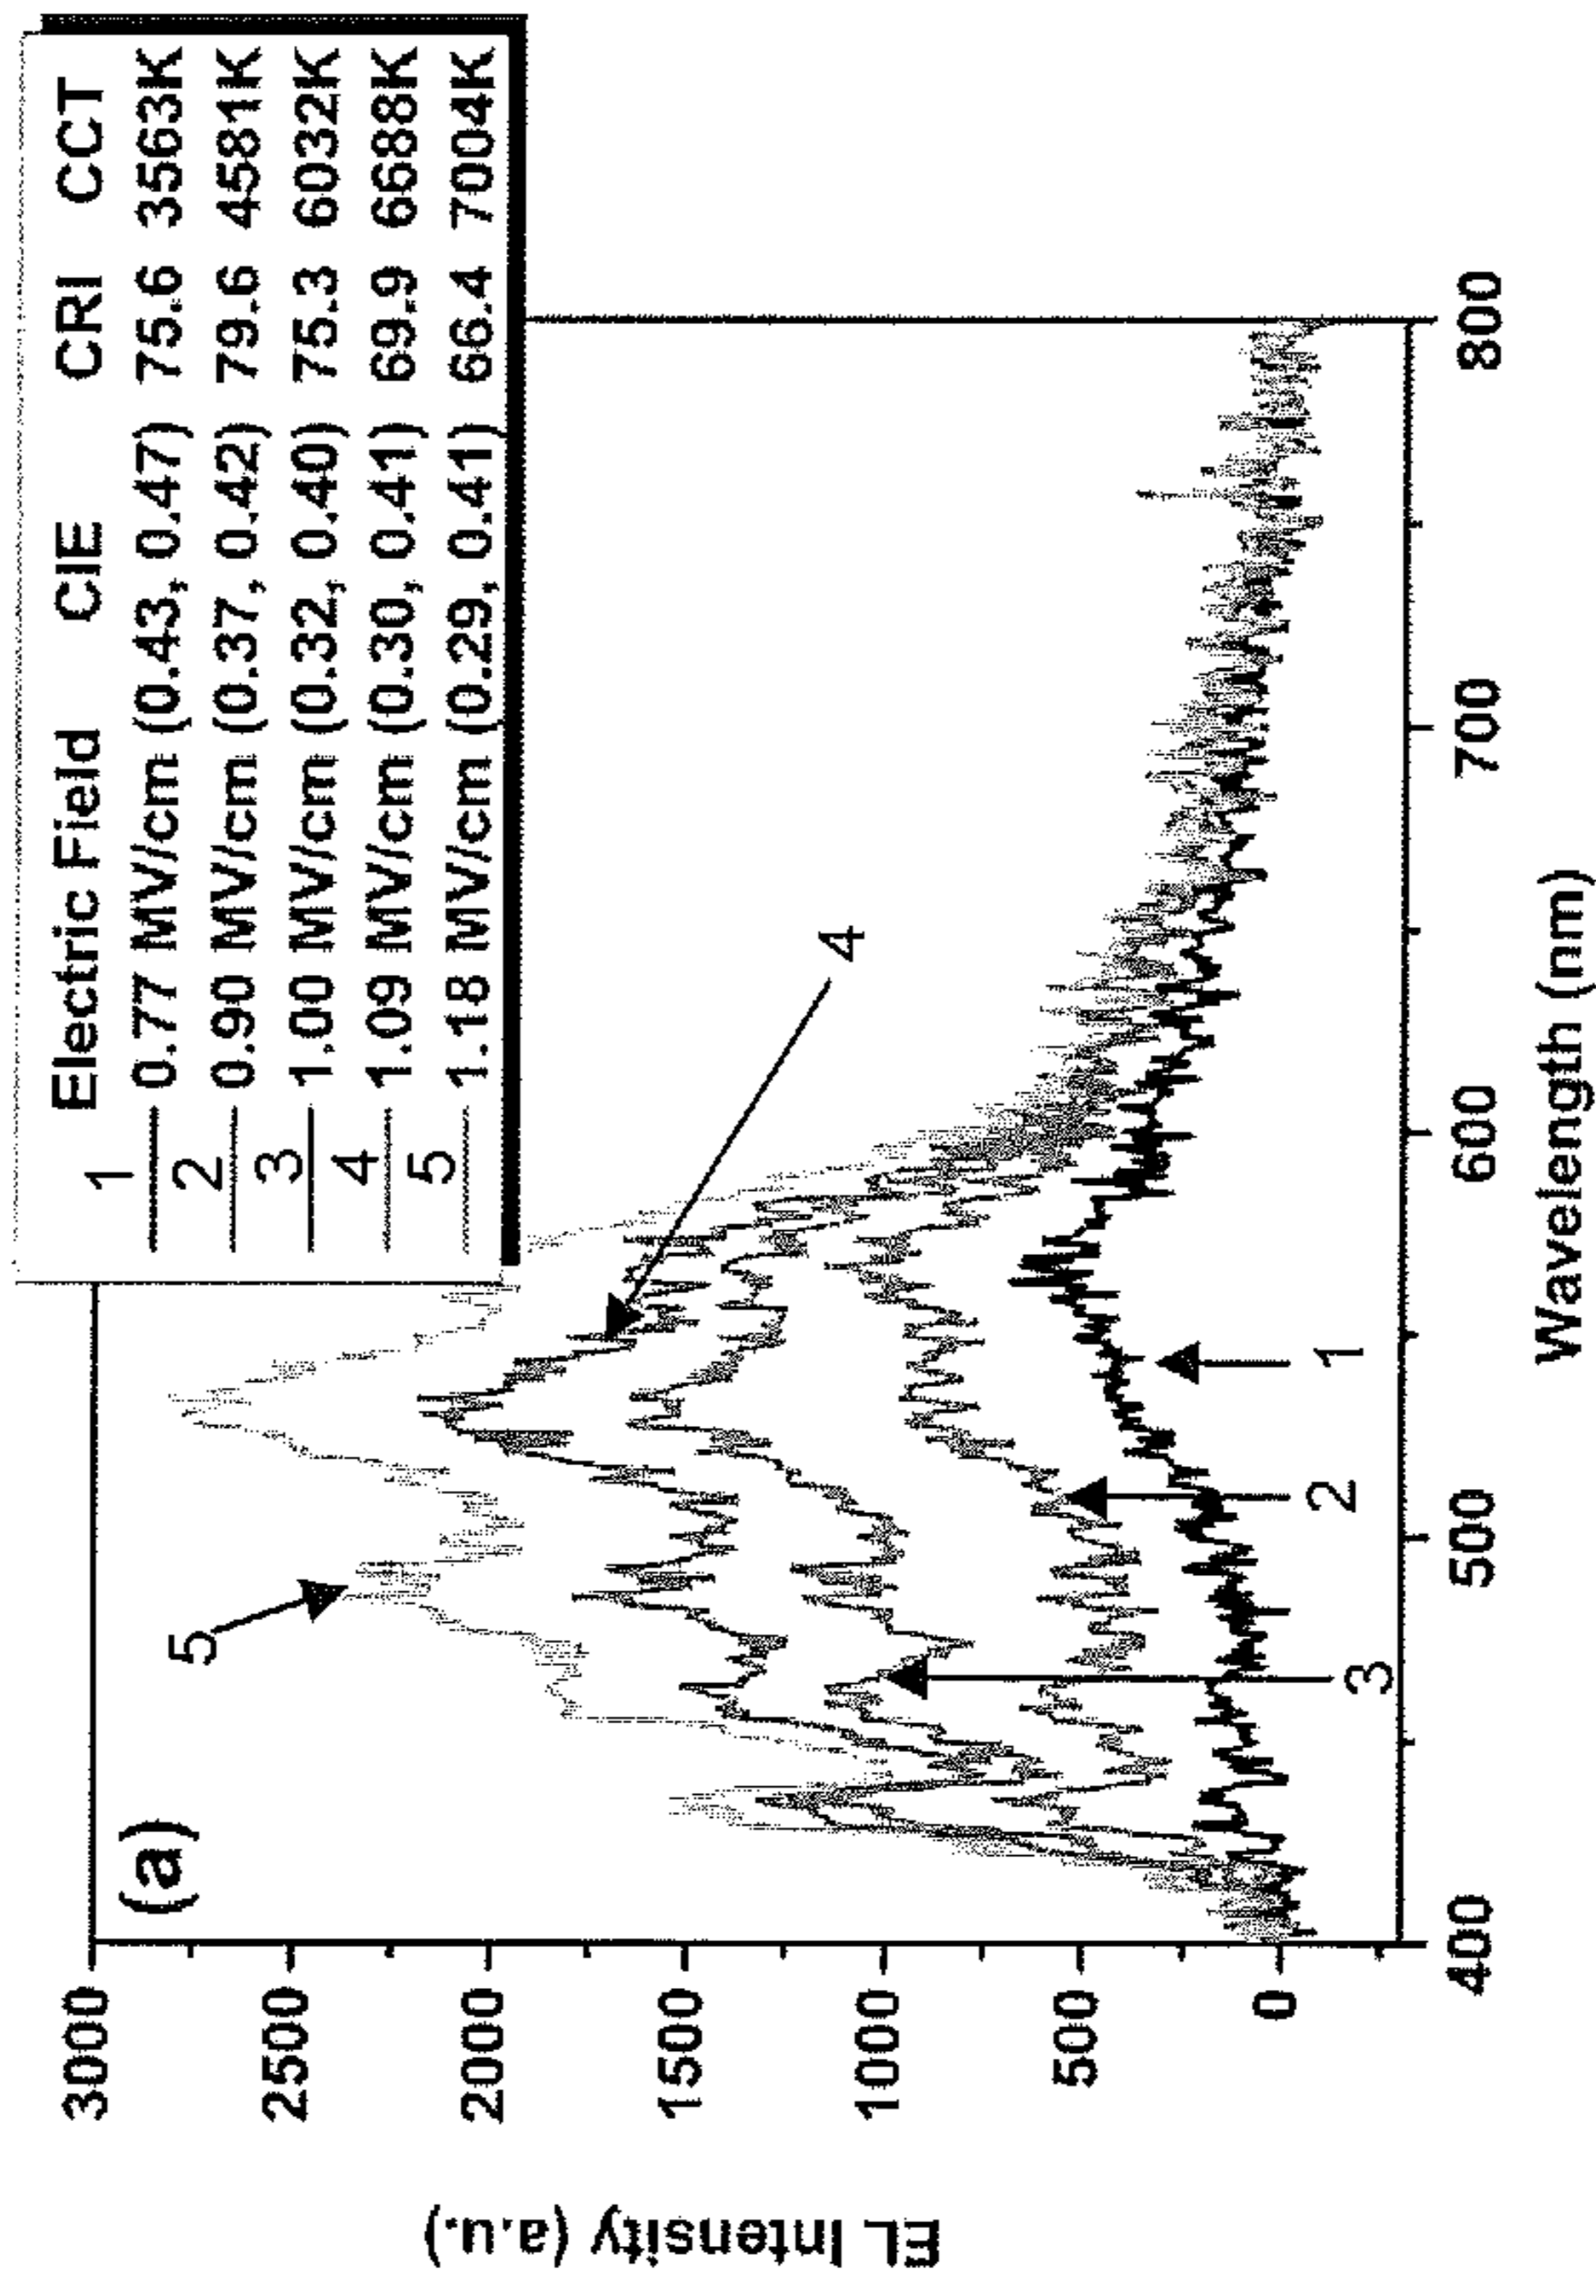 Electric Field CIE CRI CCT
1 0.77 MV/cm (0.43, 0.47) 75.6 3563K
2 0.90 MV/cm (0.37, 0.42) 79.6 4581K
3 1.00 MV/cm (0.32, 0.40) 75.3 6032K
4 1.09 MV/cm (0.30, 0.41) 69.9 6688K
5 1.18 MV/cm (0.29, 0.41) 66.4 7004K
(a)
5
4
3
2
1
3000
2500
2000
1500
1000
500
0
EL Intensity (a.u.)
400 500 600 700 800
Wavelength (nm)